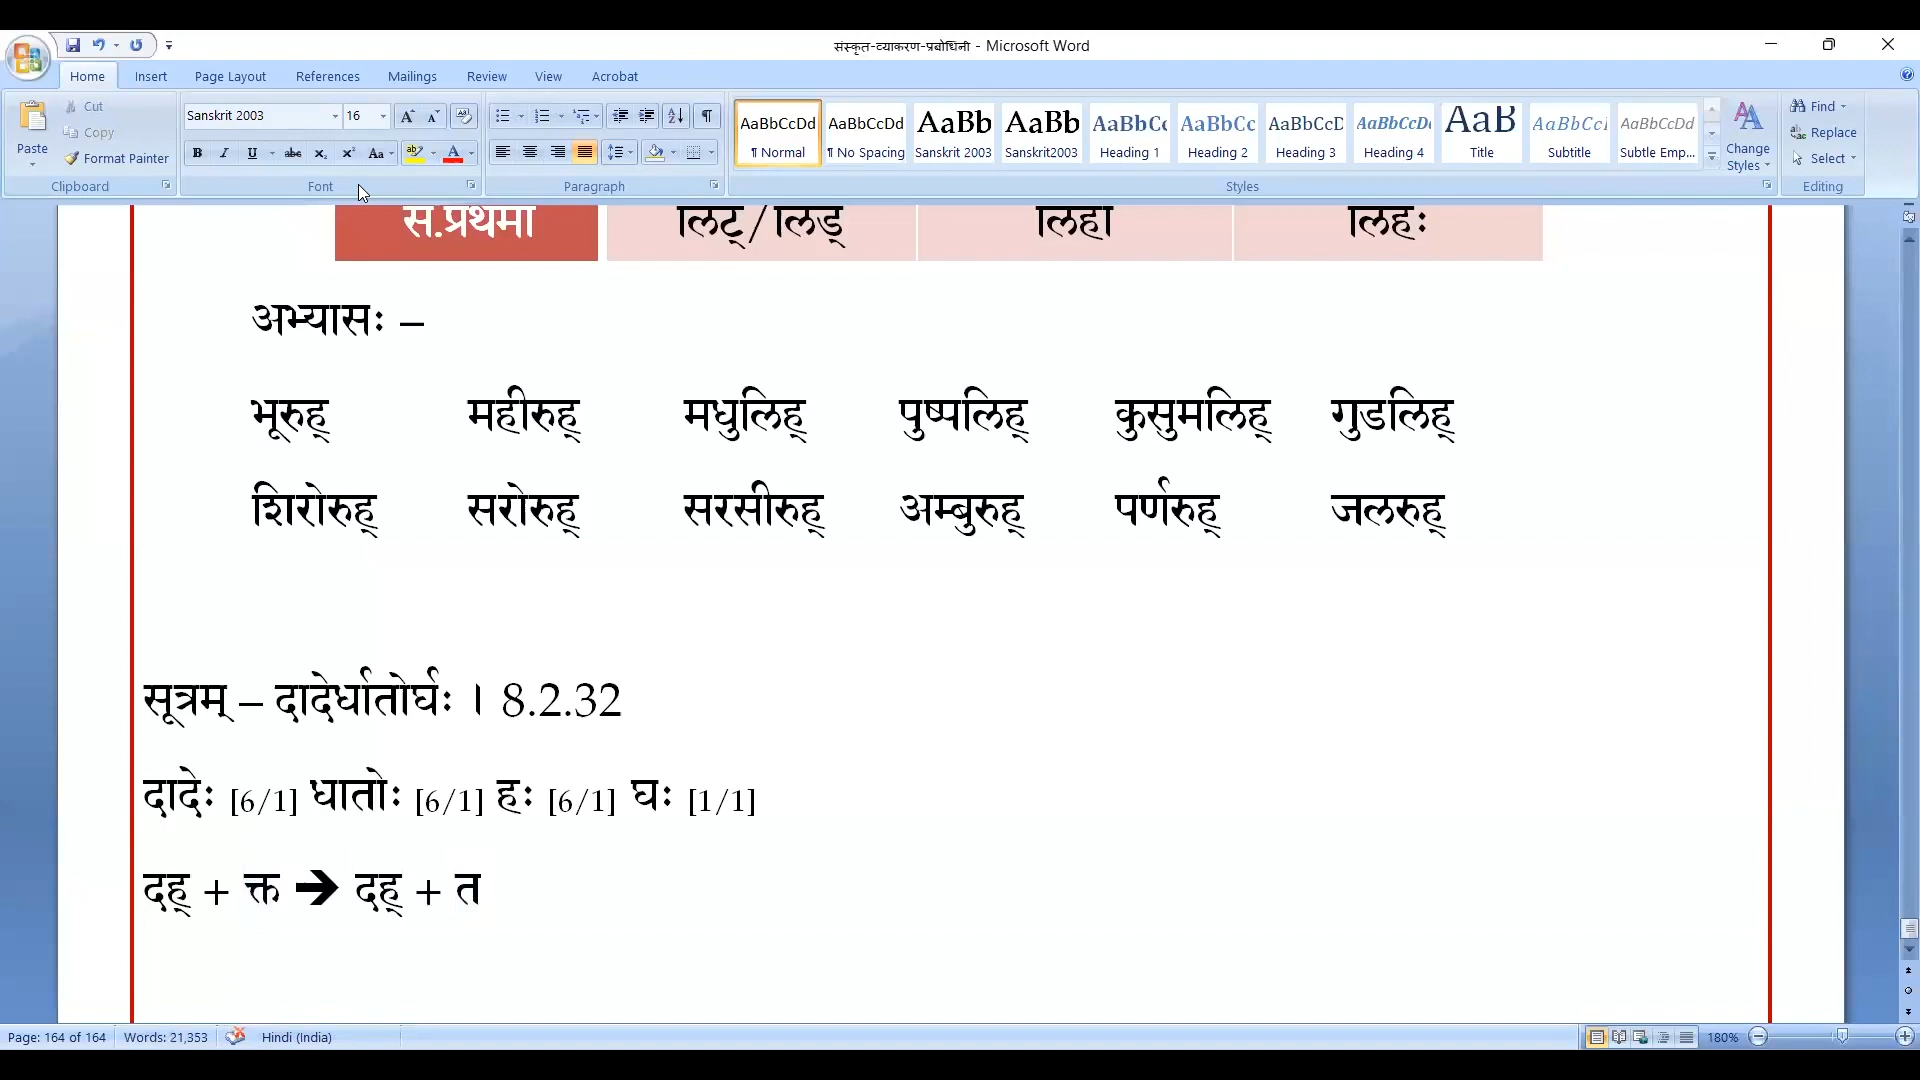 संस्कृत-व्याकरण-प्रबोधिनी - Microsoft Word
Home Insert Page Layout References Mailings Review View Acrobat
Paste
Cut
Copy
Format Painter
Clipboard
Sanskrit 2003 16
Font
Paragraph
AaBbCcDd AaBbCcDd AaBb AaBb AaBbCc AaBbCc AaBbCcD AaBbCcDd AaB AaBbCc AaBbCcDd
¶ Normal ¶ No Spacing Sanskrit 2003 Sanskrit2003 Heading 1 Heading 2 Heading 3 Heading 4 Title Subtitle Subtle Emp...
Change Styles
Styles
Find
Replace
Select
Editing
सं.प्रथमा लिट्/लिड् लिहौ लिहः
अभ्यासः –
भूरुह् महीरुह् मधुलिह् पुष्पलिह् कुसुमलिह् गुडलिह्
शिरोरुह् सरोरुह् सरसीरुह् अम्बुरुह् पर्णरुह् जलरुह्
सूत्रम् – दादेर्धातोर्घः । 8.2.32
दादेः [6/1] धातोः [6/1] हः [6/1] घः [1/1]
दह् + क्त ➔ दह् + त
Page: 164 of 164 Words: 21,353 Hindi (India) 180%